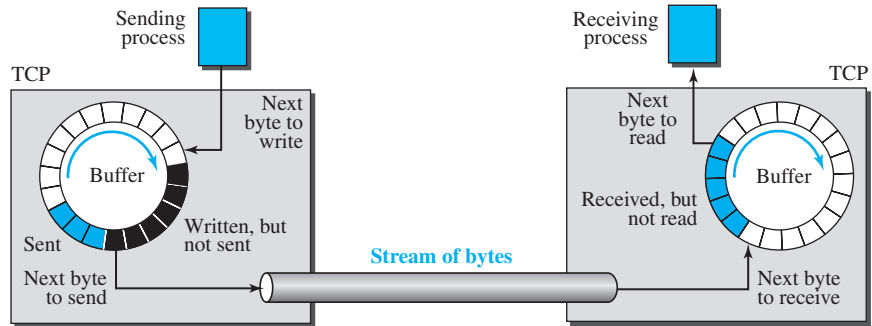 Sending
process
Receiving
process
TCP
TCP
Next
byte to
write
Next
byte to
read
Buffer
Buffer
Received, but
not read
Sent
Written, but
not sent
Stream of bytes
Next byte
to send
Next byte
to receive